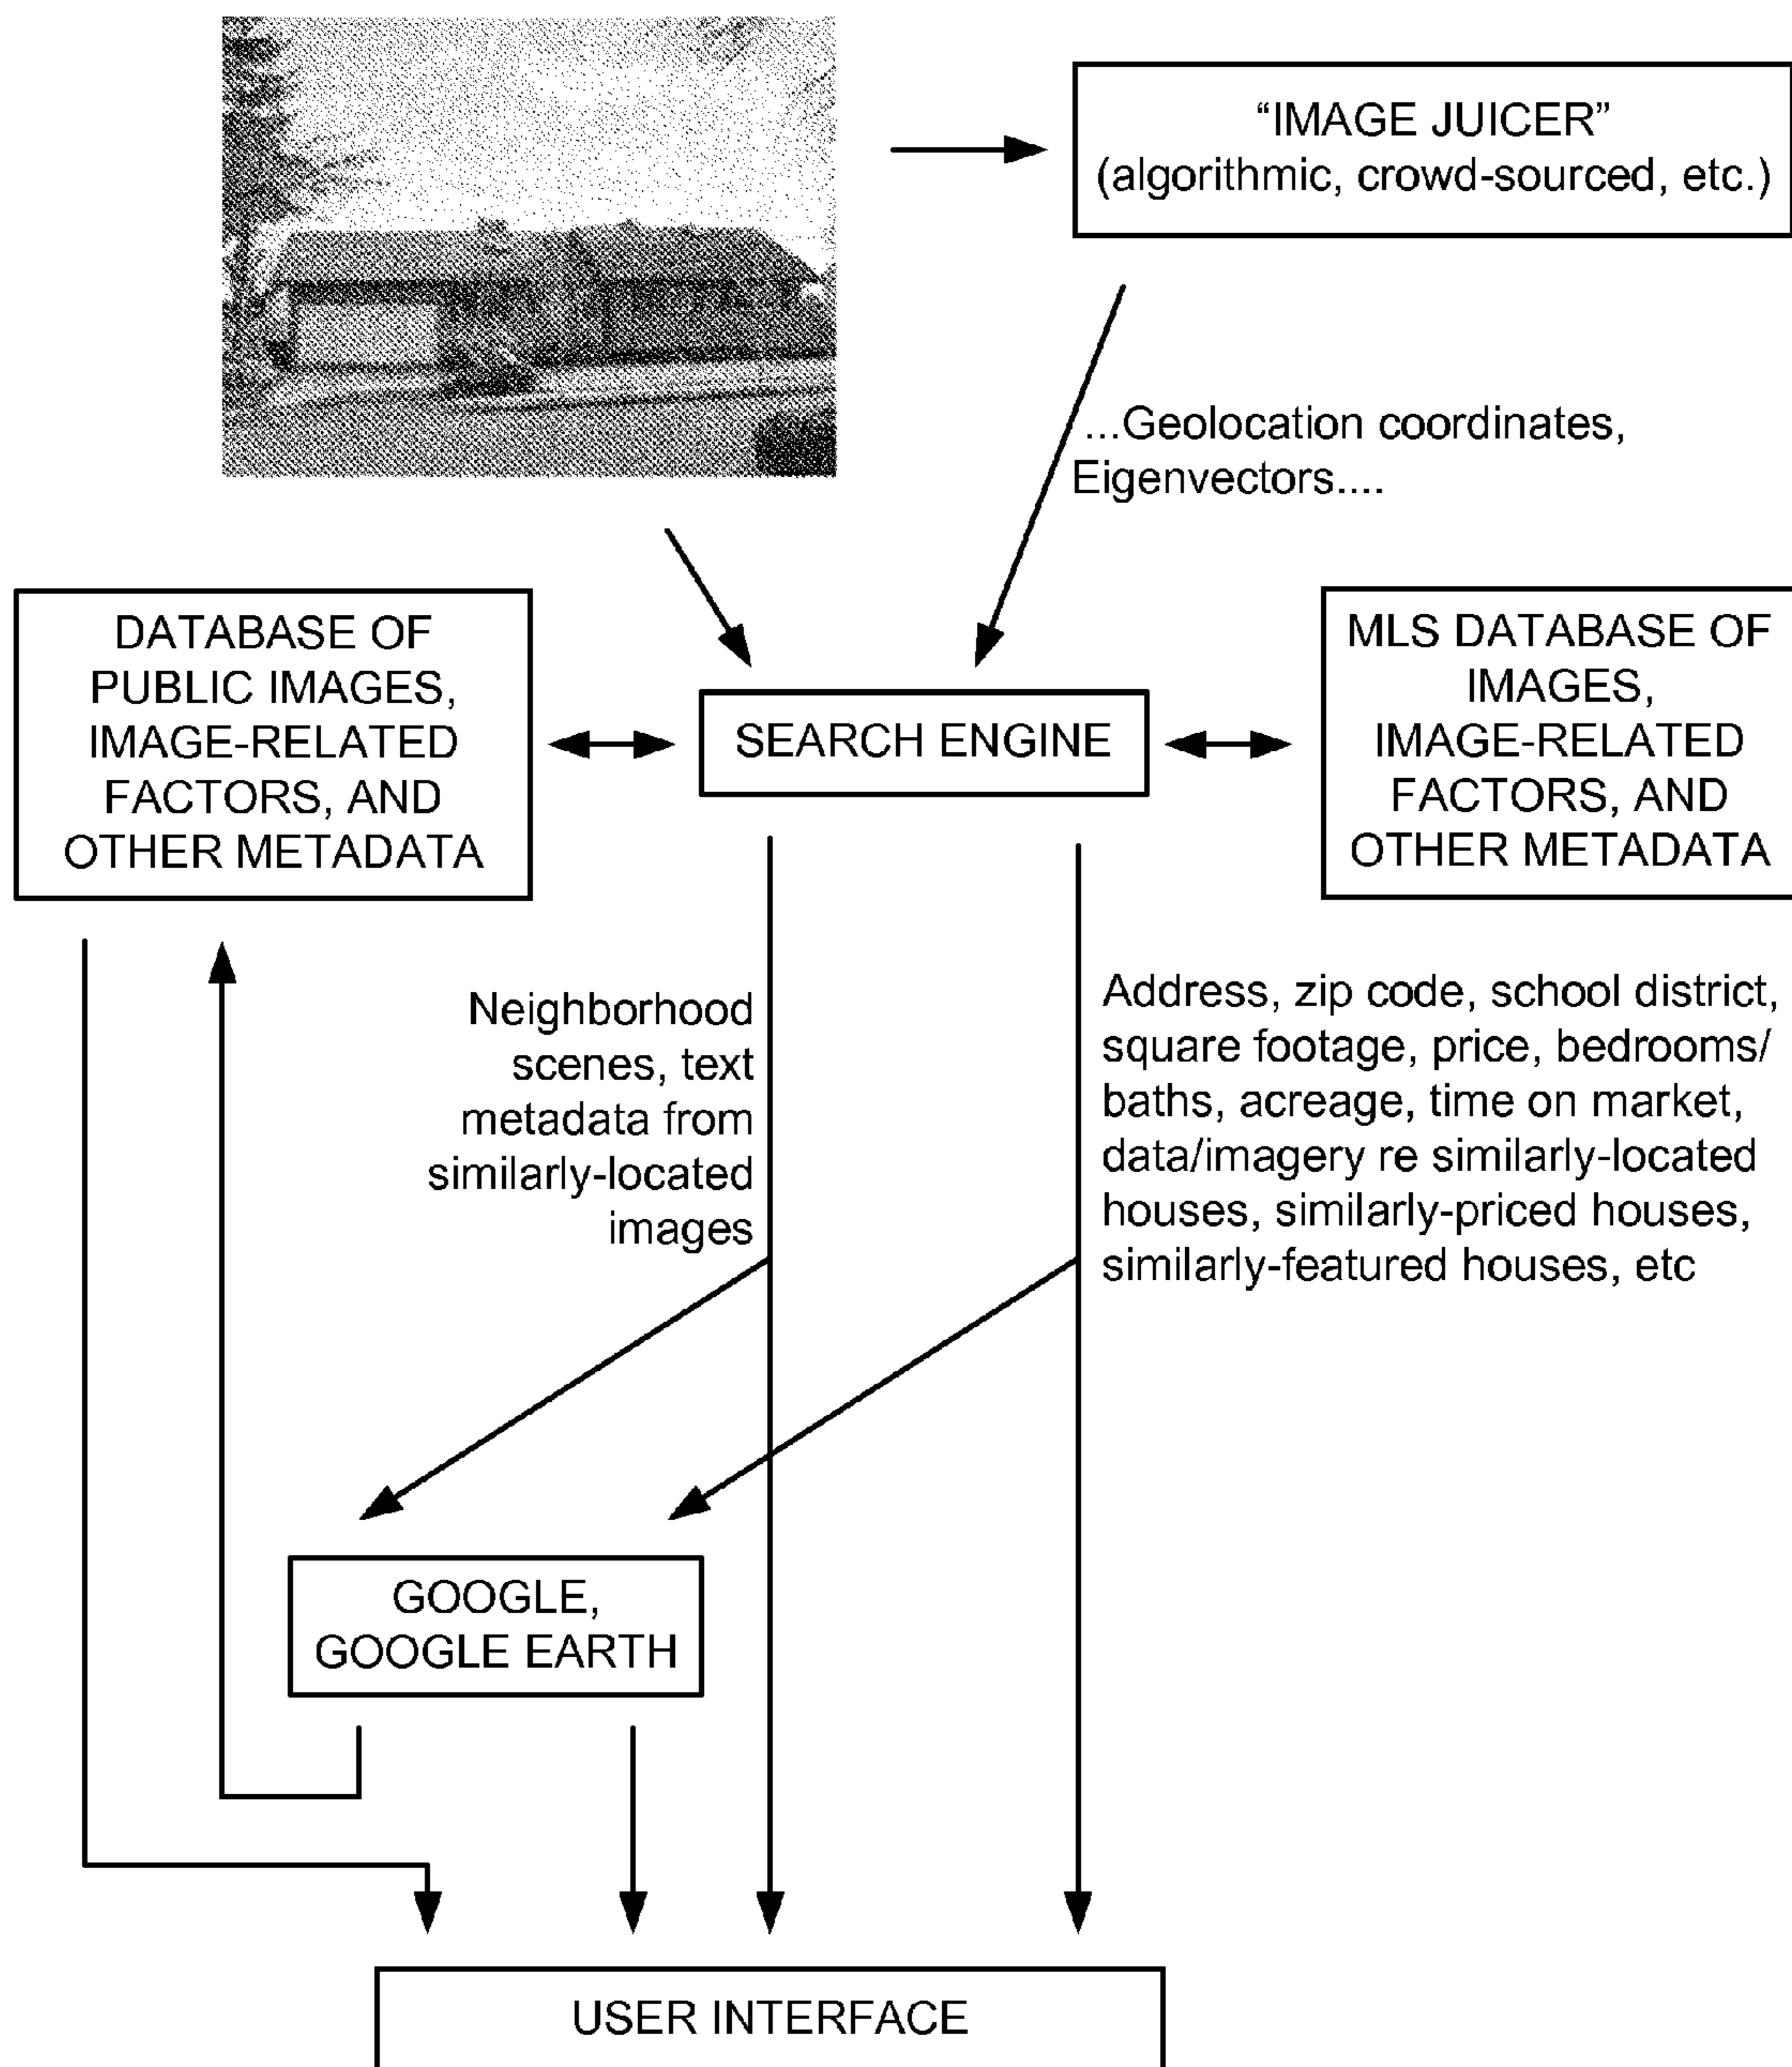 “IMAGE JUICER”
(algorithmic, crowd-sourced, etc.)
...Geolocation coordinates,
Eigenvectors....
DATABASE OF
PUBLIC IMAGES,
IMAGE-RELATED
FACTORS, AND
OTHER METADATA
SEARCH ENGINE
MLS DATABASE OF
IMAGES,
IMAGE-RELATED
FACTORS, AND
OTHER METADATA
Neighborhood
scenes, text
metadata from
similarly-located
images
Address, zip code, school district,
square footage, price, bedrooms/
baths, acreage, time on market,
data/imagery re similarly-located
houses, similarly-priced houses,
similarly-featured houses, etc
GOOGLE,
GOOGLE EARTH
USER INTERFACE